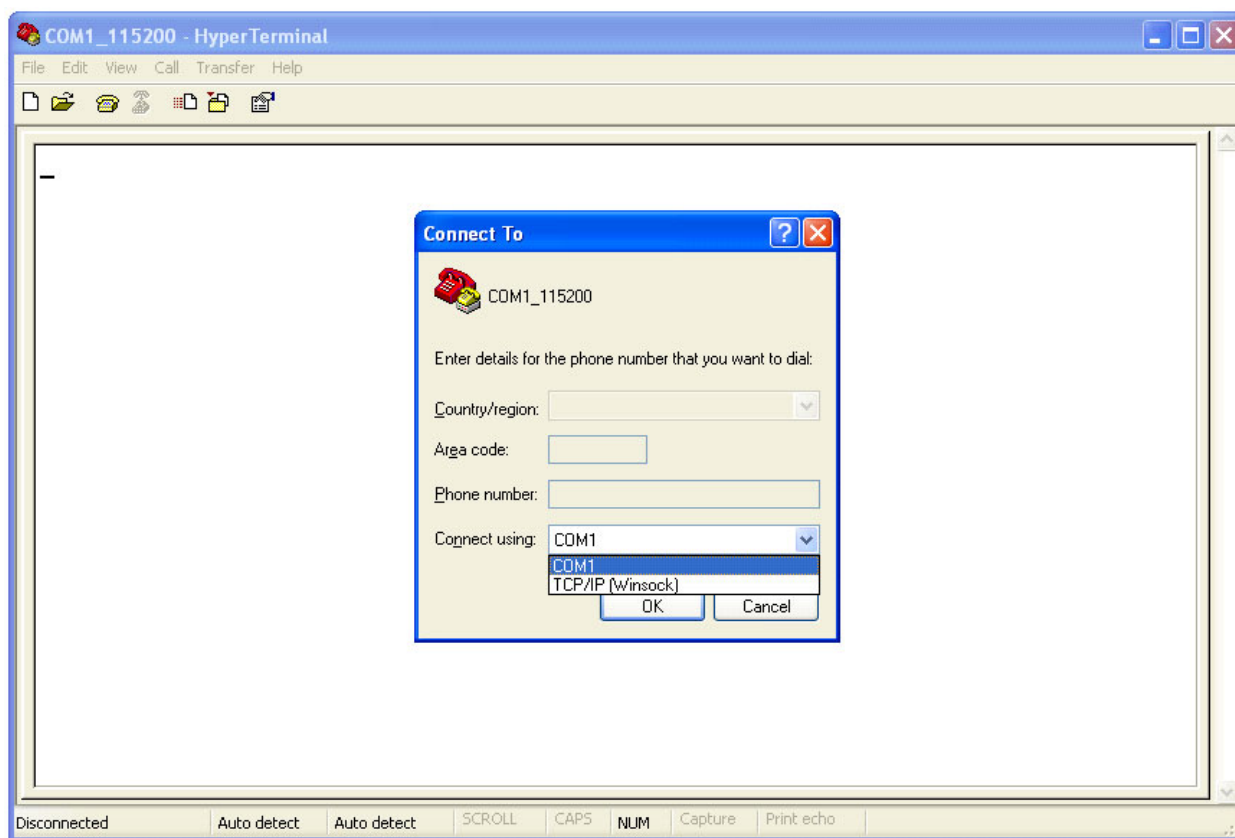 COM1_115200 - HyperTerminal
File Edit View Call Transfer Help
Connect To
COM1_115200
Enter details for the phone number that you want to dial:
Country/region:
Area code:
Phone number:
Connect using: COM1
COM1
TCP/IP (Winsock)
OK Cancel
Disconnected Auto detect Auto detect SCROLL CAPS NUM Capture Print echo